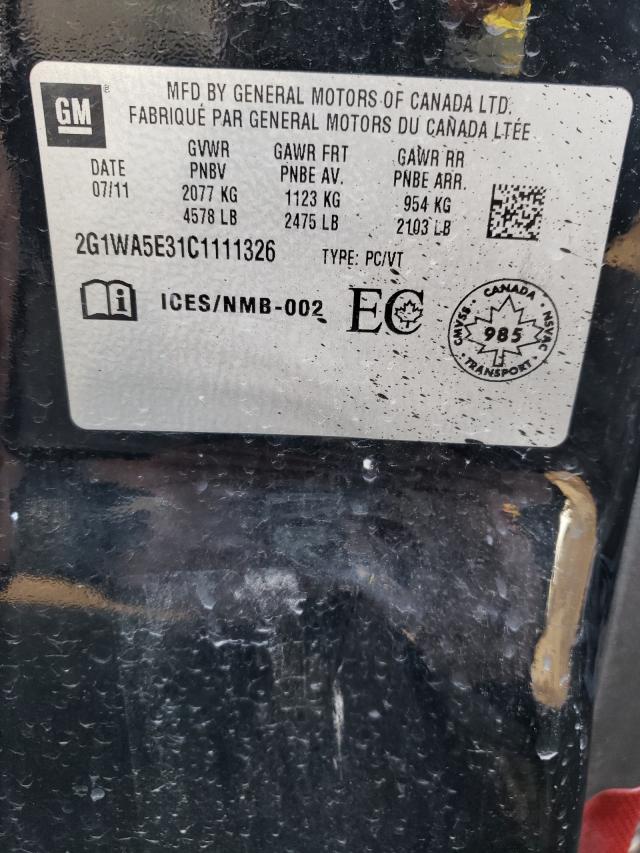 GM
MFD BY GENERAL MOTORS OF CANADA LTD.
FABRIQUÉ PAR GENERAL MOTORS DU CANADA LTÉE
DATE
07/11
GVWR
PNBV
2077 KG
4578 LB
GAWR FRT
PNBE AV.
1123 KG
2475 LB
GAWR RR
PNBE ARR.
954 KG
2103 LB
2G1WA5E31C1111326
TYPE: PC/VT
i ICES/NMB-002
EC
CANADA
CMVSS
985
NSVAC
TRANSPORT